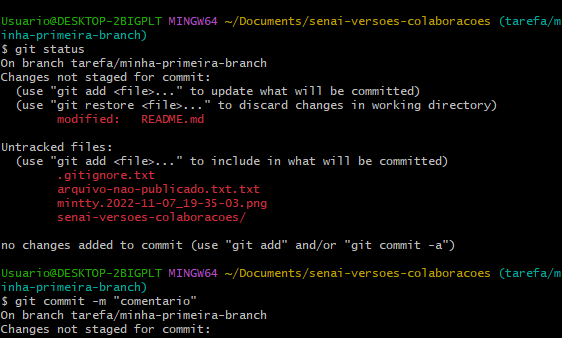 Usuario@DESKTOP-2BIGPLT MINGW64 ~/Documents/senai-versoes-colaboracoes (tarefa/m
inha-primeira-branch)
$ git status
On branch tarefa/minha-primeira-branch
Changes not staged for commit:
  (use "git add <file>..." to update what will be committed)
  (use "git restore <file>..." to discard changes in working directory)
        modified:   README.md

Untracked files:
  (use "git add <file>..." to include in what will be committed)
        .gitignore.txt
        arquivo-nao-publicado.txt.txt
        mintty.2022-11-07_19-35-03.png
        senai-versoes-colaboracoes/

no changes added to commit (use "git add" and/or "git commit -a")

Usuario@DESKTOP-2BIGPLT MINGW64 ~/Documents/senai-versoes-colaboracoes (tarefa/m
inha-primeira-branch)
$ git commit -m "comentario"
On branch tarefa/minha-primeira-branch
Changes not staged for commit: